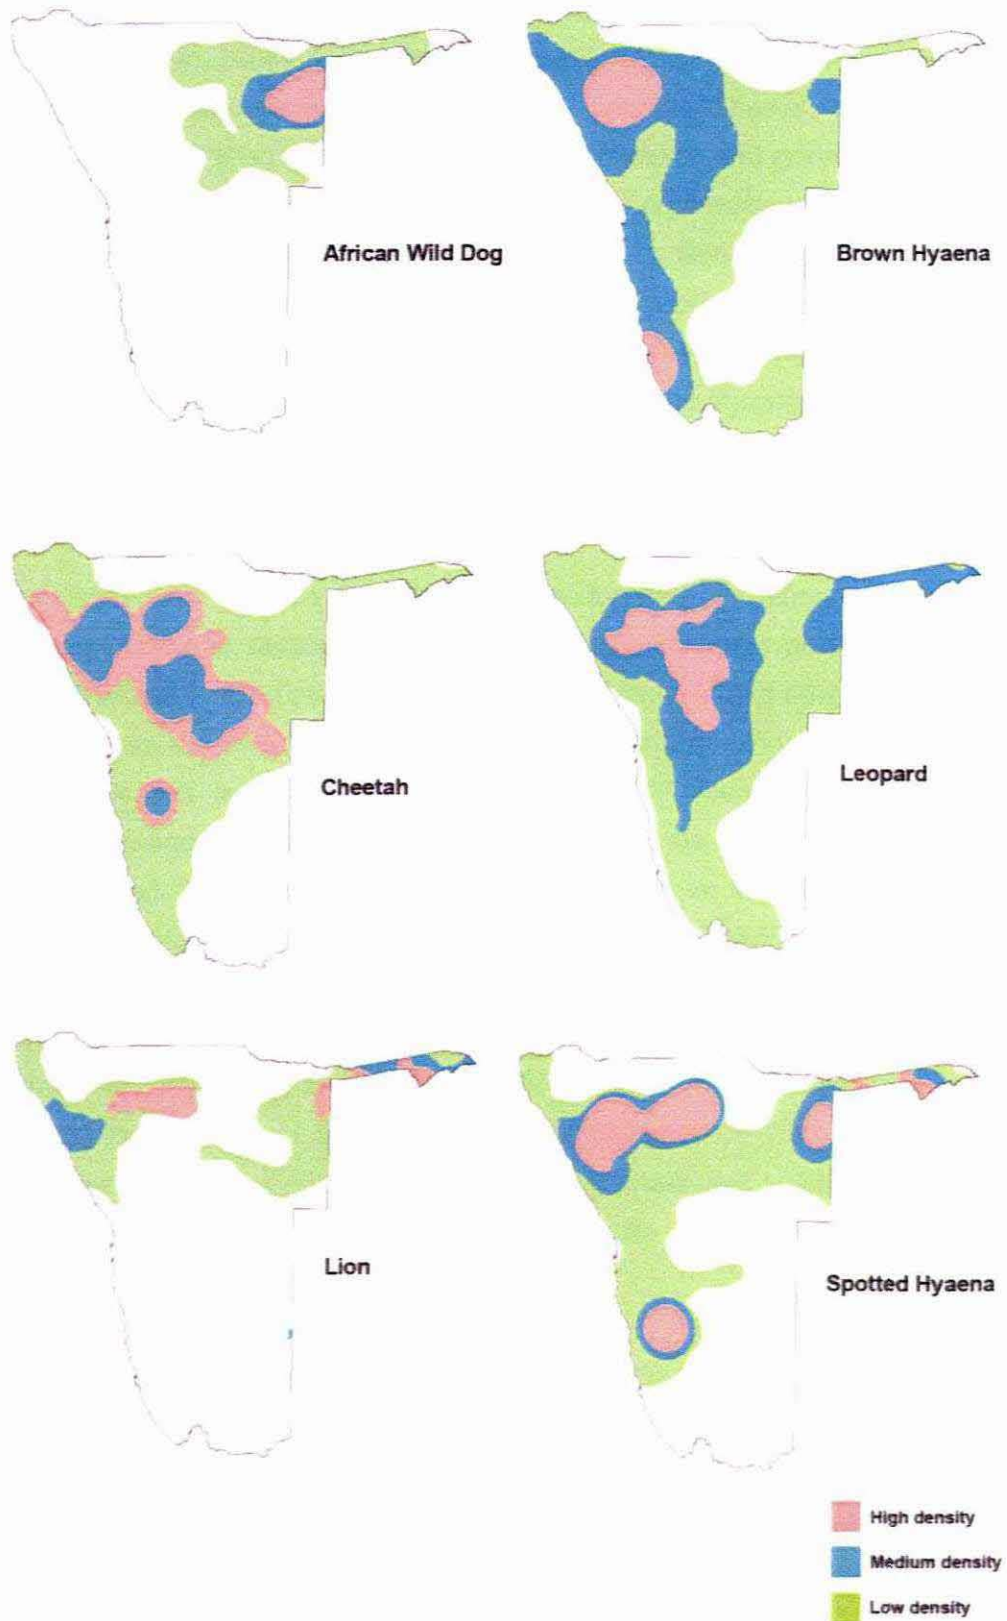 African Wild Dog
Brown Hyaena
Cheetah
Leopard
Lion
Spotted Hyaena
High density
Medium density
Low density